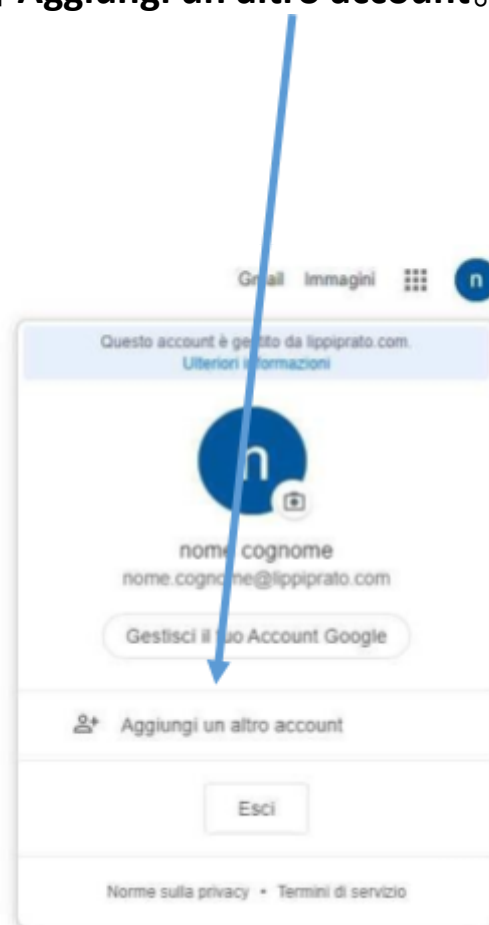 Aggiungi un altro account
Gmail Immagini
n
Questo account è gestito da lippiprato.com.
Ulteriori informazioni
n
nome cognome
nome.cognome@lippiprato.com
Gestisci il tuo Account Google
Aggiungi un altro account
Esci
Norme sulla privacy • Termini di servizio